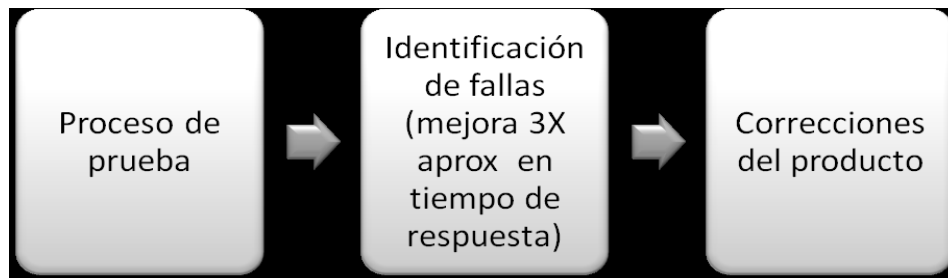 Proceso de
prueba
Identificación
de fallas
(mejora 3X
aprox en
tiempo de
respuesta)
Correcciones
del producto